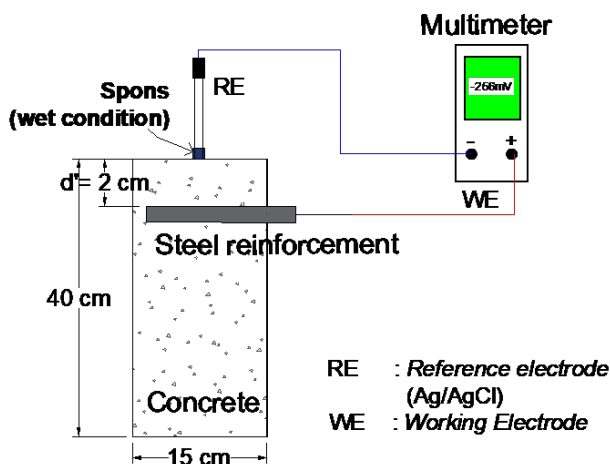 Multimeter
-266mV
- +
WE
RE
Spons
(wet condition)
d'= 2 cm
Steel reinforcement
40 cm
Concrete
15 cm
RE : Reference electrode
(Ag/AgCl)
WE : Working Electrode